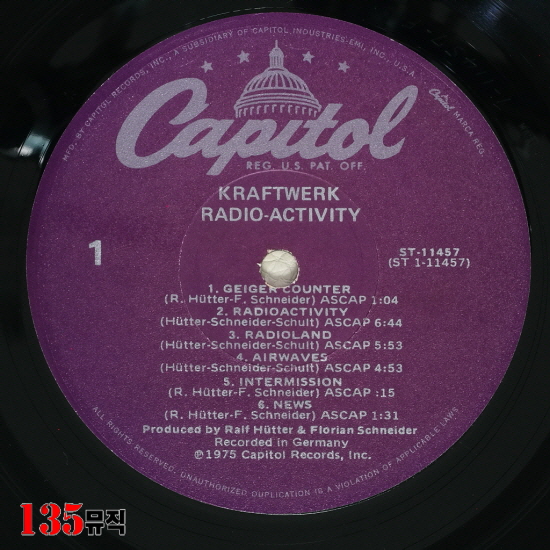 MFD. BY CAPITOL RECORDS, INC., A SUBSIDIARY OF CAPITOL INDUSTRIES-EMI, INC., U.S.A.
Capitol MARCA REG.
Capitol
REG. U.S. PAT. OFF.
KRAFTWERK
RADIO-ACTIVITY
1
ST-11457
(ST 1-11457)
1. GEIGER COUNTER
(R. Hütter-F. Schneider) ASCAP 1:04
2. RADIOACTIVITY
(Hütter-Schneider-Schult) ASCAP 6:44
3. RADIOLAND
(Hütter-Schneider-Schult) ASCAP 5:53
4. AIRWAVES
(Hütter-Schneider-Schult) ASCAP 4:53
5. INTERMISSION
(R. Hütter-F. Schneider) ASCAP :15
6. NEWS
(R. Hütter-F. Schneider) ASCAP 1:31
Produced by Ralf Hütter & Florian Schneider
Recorded in Germany
℗1975 Capitol Records, Inc.
ALL RIGHTS RESERVED. UNAUTHORIZED DUPLICATION IS A VIOLATION OF APPLICABLE LAWS
135뮤직